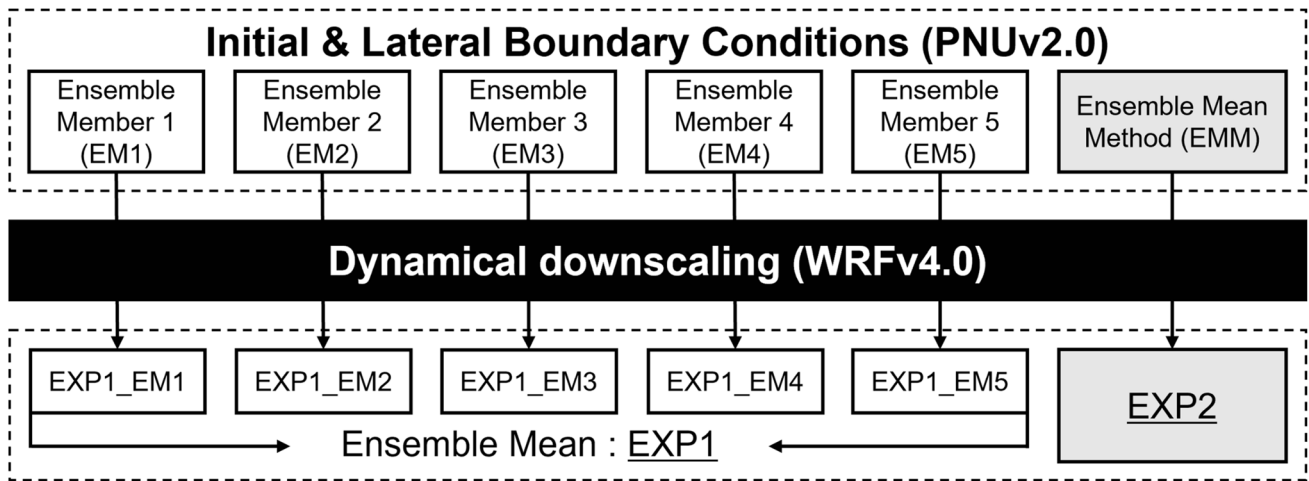 Initial & Lateral Boundary Conditions (PNUv2.0)
Ensemble
Member 1
(EM1)
Ensemble
Member 2
(EM2)
Ensemble
Member 3
(EM3)
Ensemble
Member 4
(EM4)
Ensemble
Member 5
(EM5)
Ensemble Mean
Method (EMM)
Dynamical downscaling (WRFv4.0)
EXP1_EM1
EXP1_EM2
EXP1_EM3
EXP1_EM4
EXP1_EM5
EXP2
Ensemble Mean : EXP1